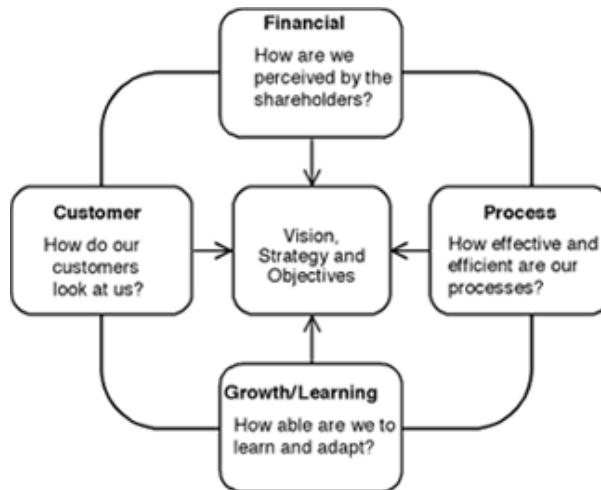 Financial
How are we
perceived by the
shareholders?
Customer
How do our
customers
look at us?
Vision,
Strategy and
Objectives
Process
How effective and
efficient are our
processes?
Growth/Learning
How able are we to
learn and adapt?